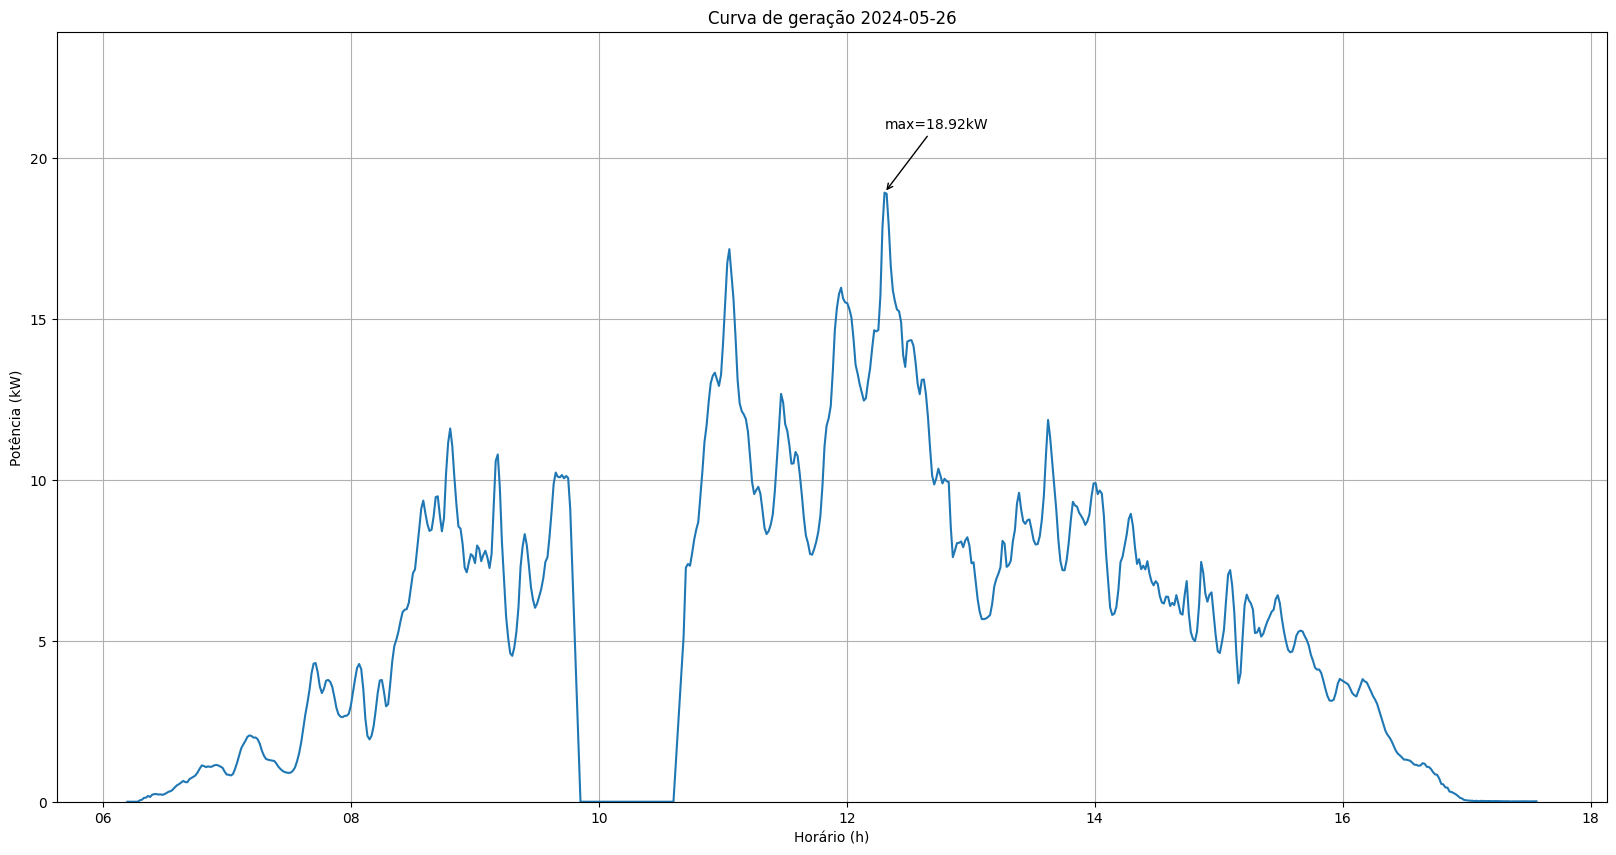 Curva de geração 2024-05-26
max=18.92kW
Potência (kW)
20
15
10
5
0
06 08 10 12 14 16 18
Horário (h)